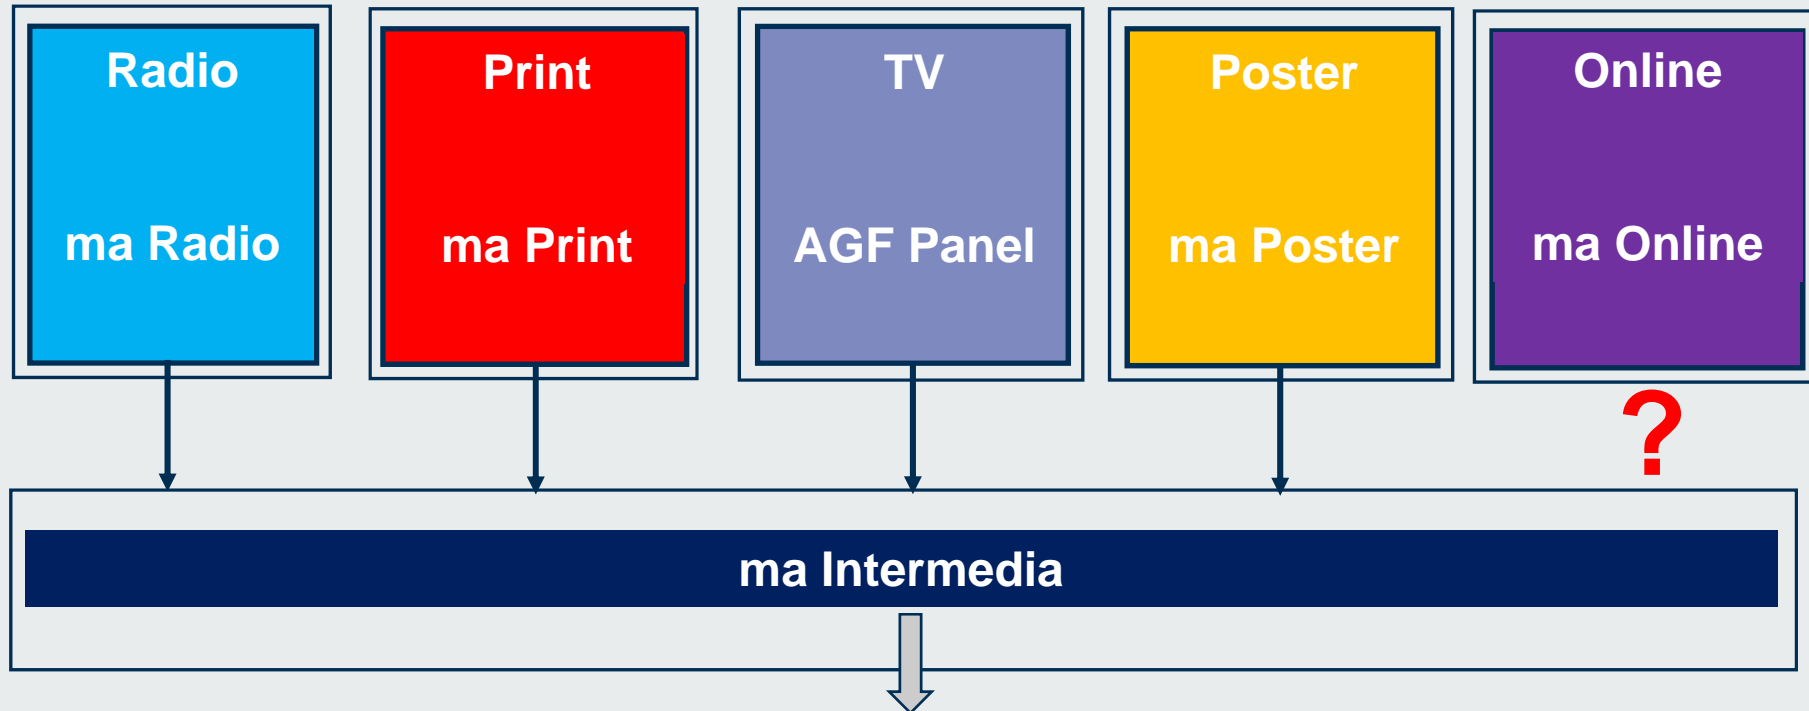 Radio
ma Radio
Print
ma Print
TV
AGF Panel
Poster
ma Poster
Online
ma Online
?
ma Intermedia